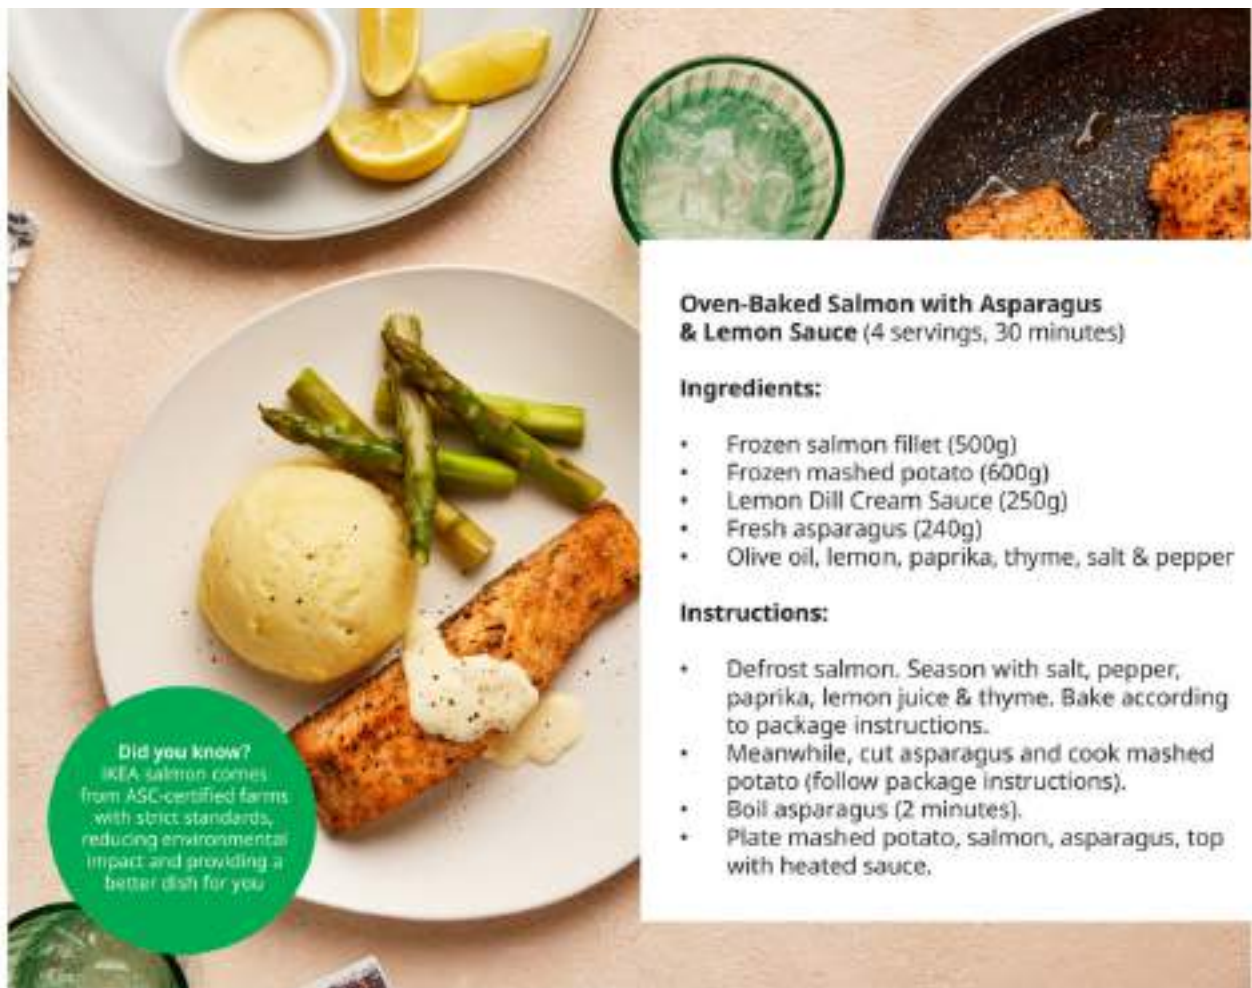 Oven-Baked Salmon with Asparagus
& Lemon Sauce (4 servings, 30 minutes)
Ingredients:
• Frozen salmon fillet (500g)
• Frozen mashed potato (600g)
• Lemon Dill Cream Sauce (250g)
• Fresh asparagus (240g)
• Olive oil, lemon, paprika, thyme, salt & pepper
Instructions:
• Defrost salmon. Season with salt, pepper,
paprika, lemon juice & thyme. Bake according
to package instructions.
• Meanwhile, cut asparagus and cook mashed
potato (follow package instructions).
• Boil asparagus (2 minutes).
• Plate mashed potato, salmon, asparagus, top
with heated sauce.
Did you know?
IKEA salmon comes
from ASC-certified farms
with strict standards,
reducing environmental
impact and providing a
better dish for you